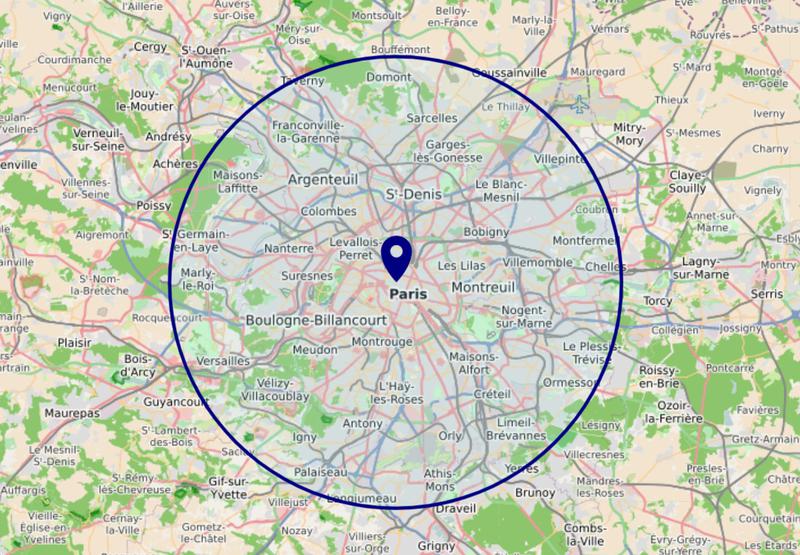 l'Aillerie
Auvers-
sur-Oise
Montsoult
Belloy-
en-France
Marly-
la-Ville
Eve
Belleville
Vigny
Méru-
sur-Oise
Vémars
Rouvres
St-Pathus
Cergy
St-Ouen-
l'Aumône
Courdimanche
Bouffémont
Menucourt
Taverny
Domont
Goussainville
Mauregard
St-Mard
Montgé-
en-Goële
Jouy-
le-Moutier
Le Thillay
Thieux
Iverny
Verneuil-
sur-Seine
Andrésy
Franconville-
la-Garenne
Sarcelles
Mitry-
Mory
St-Mesmes
Charny
Garges-
lès-Gonesse
Villepinte
Achères
Villennes-
sur-Seine
Maisons-
Laffitte
Argenteuil
St-Denis
Le Blanc-
Mesnil
Claye-
Souilly
Vignely
Poissy
Colombes
Coubron
Annet-sur-
Marne
Aigremont
St-Germain-
en-Laye
Nanterre
Levallois-
Perret
Bobigny
Montfermeil
Les Lilas
Villemomble
Chelles
Lagny-
sur-Marne
Marly-
le-Roi
Suresnes
St-Nom-
la-Bretèche
Paris
Montreuil
Torcy
Serris
Rocquencourt
Boulogne-Billancourt
Nogent-
sur-Marne
Collégien
Jossigny
Plaisir
Montrouge
Meudon
Le Plessis-
Trévise
Bois-
d'Arcy
Versailles
Maisons-
Alfort
Roissy-
en-Brie
Pontcarré
Vélizy-
Villacoublay
L'Haÿ-
les-Roses
Ormesson
Créteil
Guyancourt
Ozoir-
la-Ferrière
Favières
Maurepas
Antony
Limeil-
Brévannes
Lésigny
St-Lambert-
des-Bois
Igny
Orly
Gretz-Armain
Le Mesnil-
St-Denis
Saclay
Villecresnes
Palaiseau
Athis-
Mons
Yerres
Presles-
en-Brie
St-Rémy-
lès-Chevreuse
Gif-sur-
Yvette
Mandres-
les-Roses
Auffargis
Villejust
Longjumeau
Brunoy
Draveil
Vieille-
Église-en-
Yvelines
Cernay-
la-Ville
Gometz-
le-Châtel
Nozay
Villiers-
sur-Orge
Grigny
Combs-
la-Ville
Évry-Grégy-
sur-Yerre
Les Étards